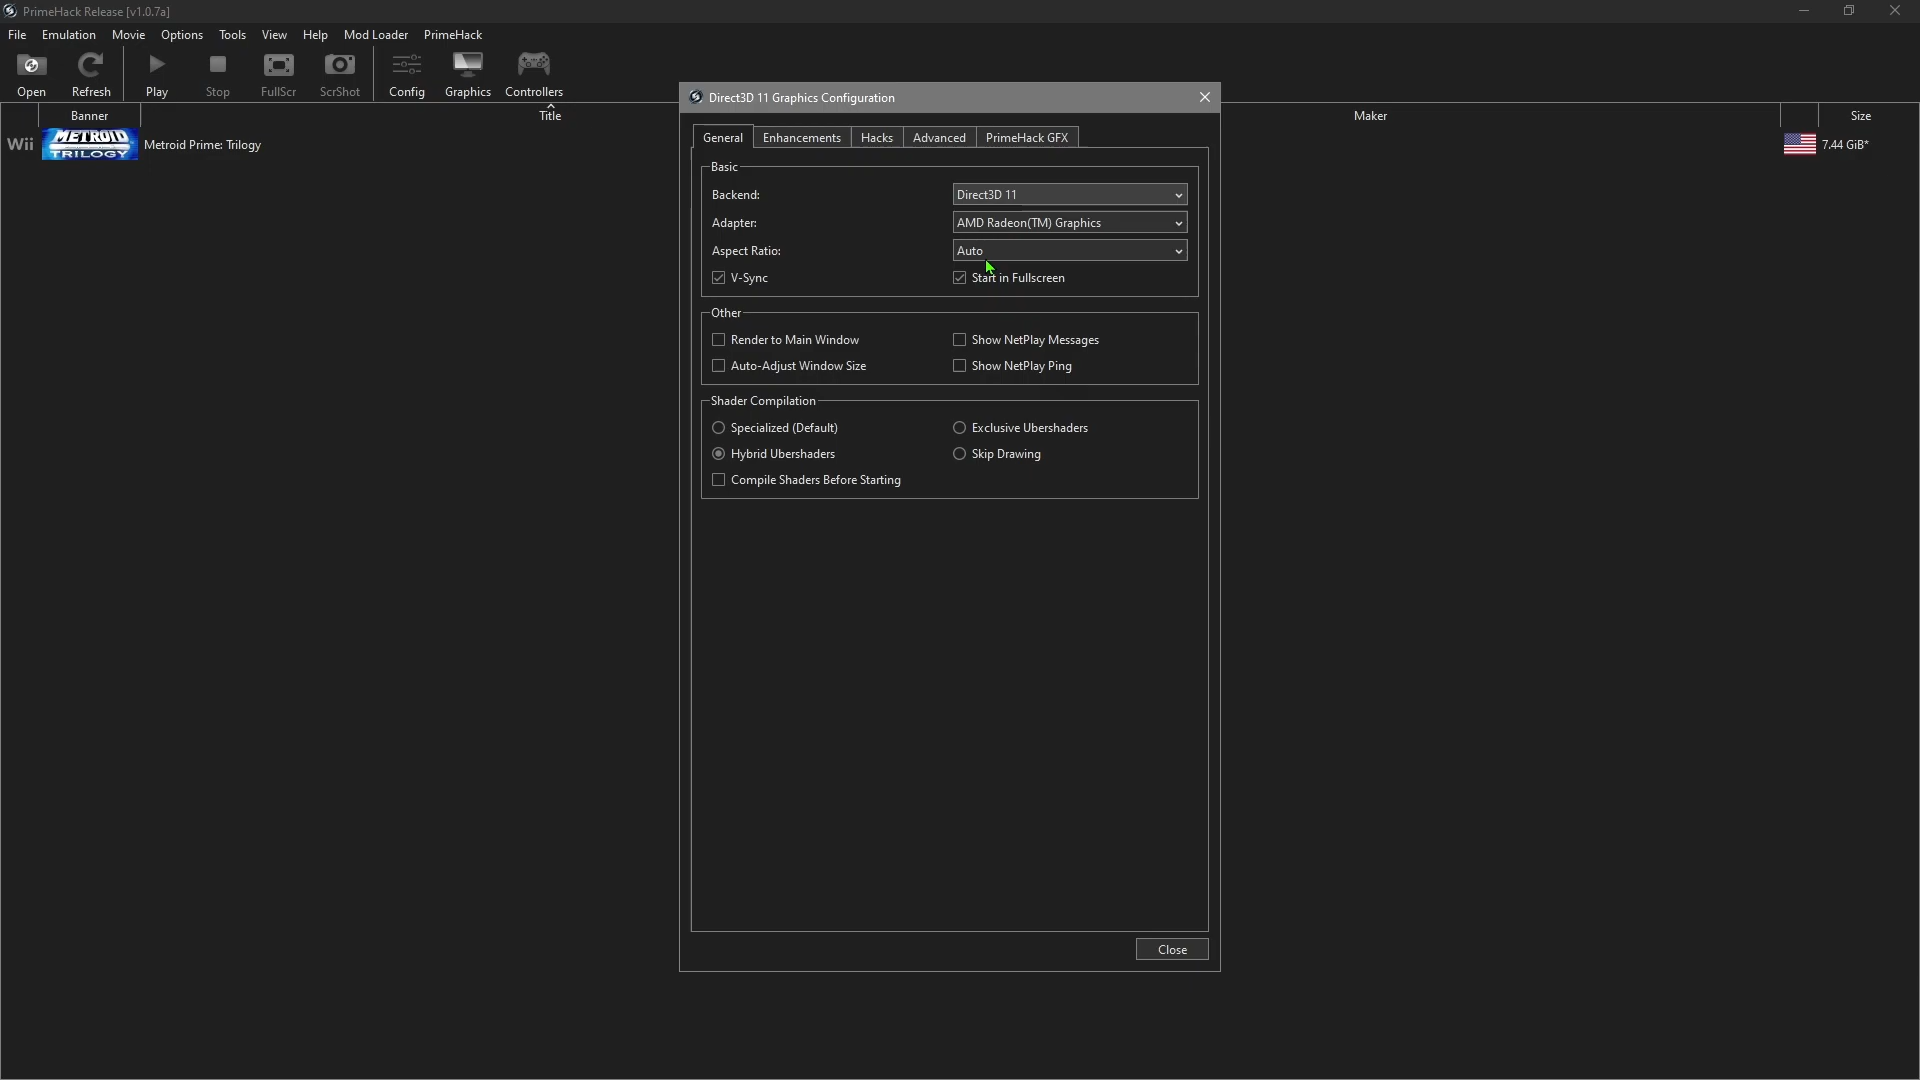 PrimeHack Release [v1.0.7a]
File Emulation Movie Options Tools View Help Mod Loader PrimeHack
Open Refresh Play Stop FullScr ScrShot Config Graphics Controllers
Banner Title Maker Size
Wii METROID TRILOGY Metroid Prime: Trilogy 7.44 GiB*
Direct3D 11 Graphics Configuration
General Enhancements Hacks Advanced PrimeHack GFX
Basic
Backend: Direct3D 11
Adapter: AMD Radeon(TM) Graphics
Aspect Ratio: Auto
V-Sync Start in Fullscreen
Other
Render to Main Window Show NetPlay Messages
Auto-Adjust Window Size Show NetPlay Ping
Shader Compilation
Specialized (Default) Exclusive Ubershaders
Hybrid Ubershaders Skip Drawing
Compile Shaders Before Starting
Close